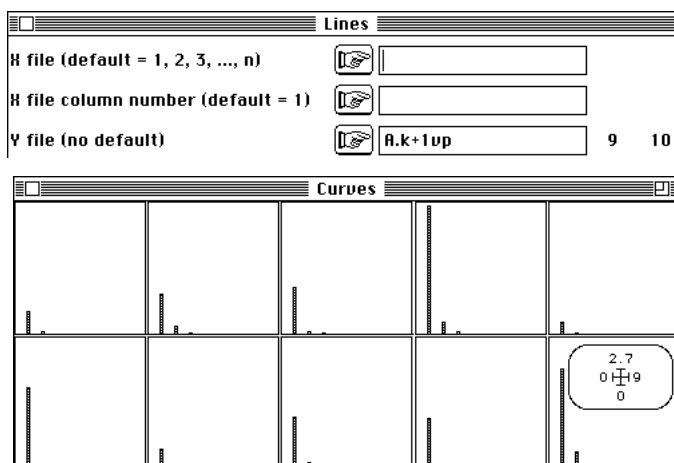 Lines
X file (default = 1, 2, 3, ..., n)
X file column number (default = 1)
Y file (no default)
A.k+1vp
9 10
Curves
2.7
0 9
0